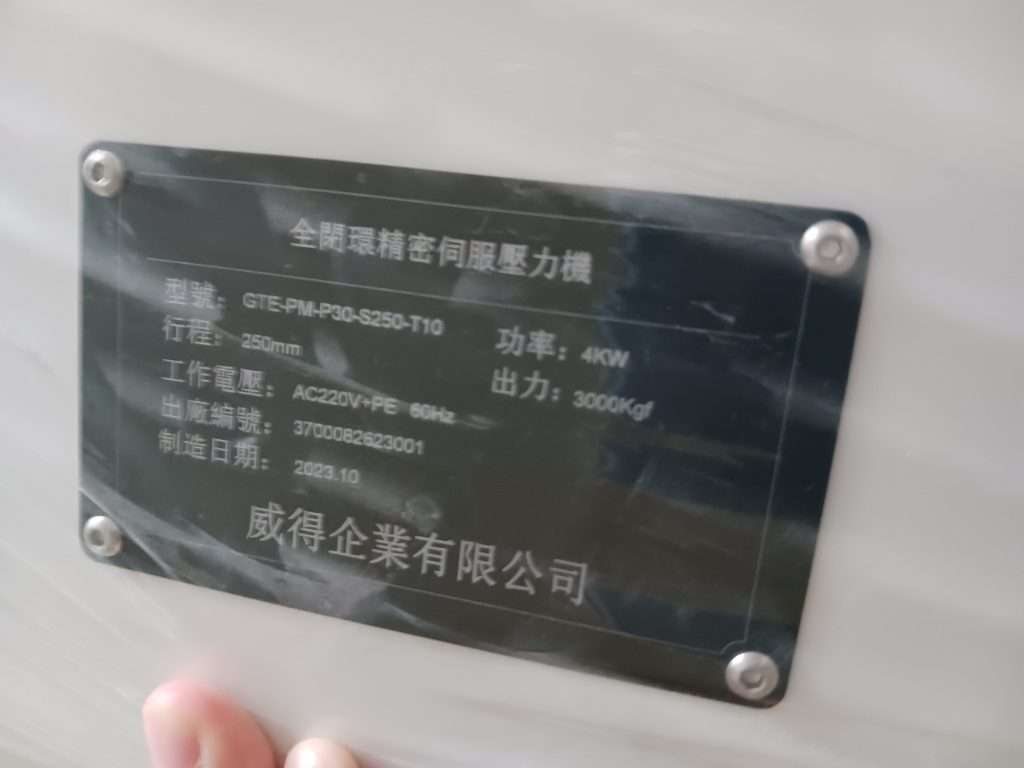 全閉環精密伺服壓力機
型號：GTE-PM-P30-S250-T10
功率：4KW
行程：250mm
出力：3000Kgf
工作電壓：AC220V+PE 60Hz
出廠編號：3700082623001
制造日期：2023.10
威得企業有限公司